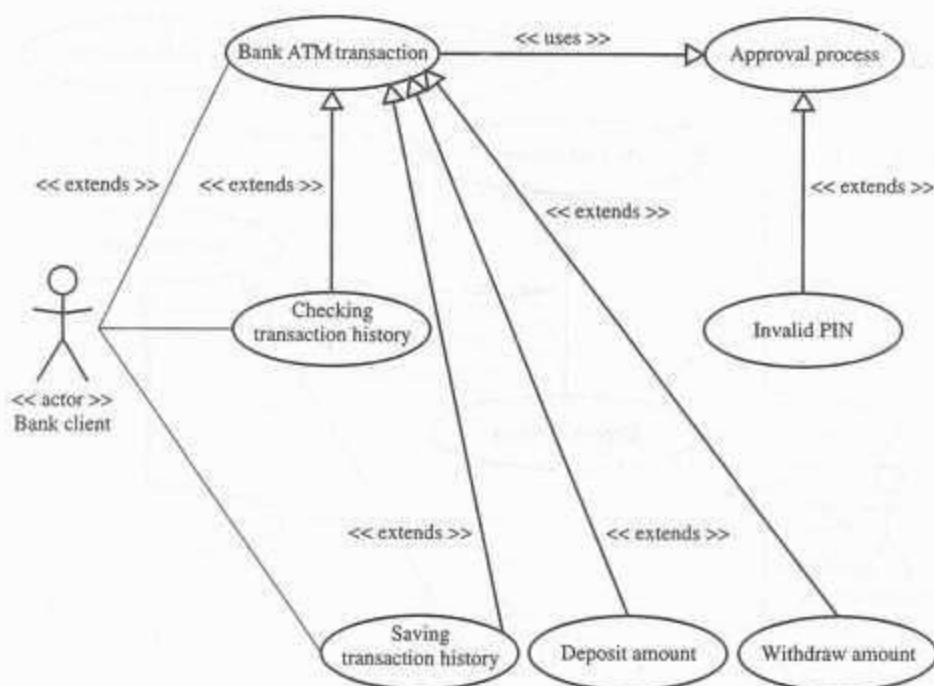 << uses >>
Bank ATM transaction
Approval process
<< extends >>
<< extends >>
<< extends >>
<< extends >>
Checking
transaction history
Invalid PIN
<< actor >>
Bank client
<< extends >>
<< extends >>
Saving
transaction history
Deposit amount
Withdraw amount